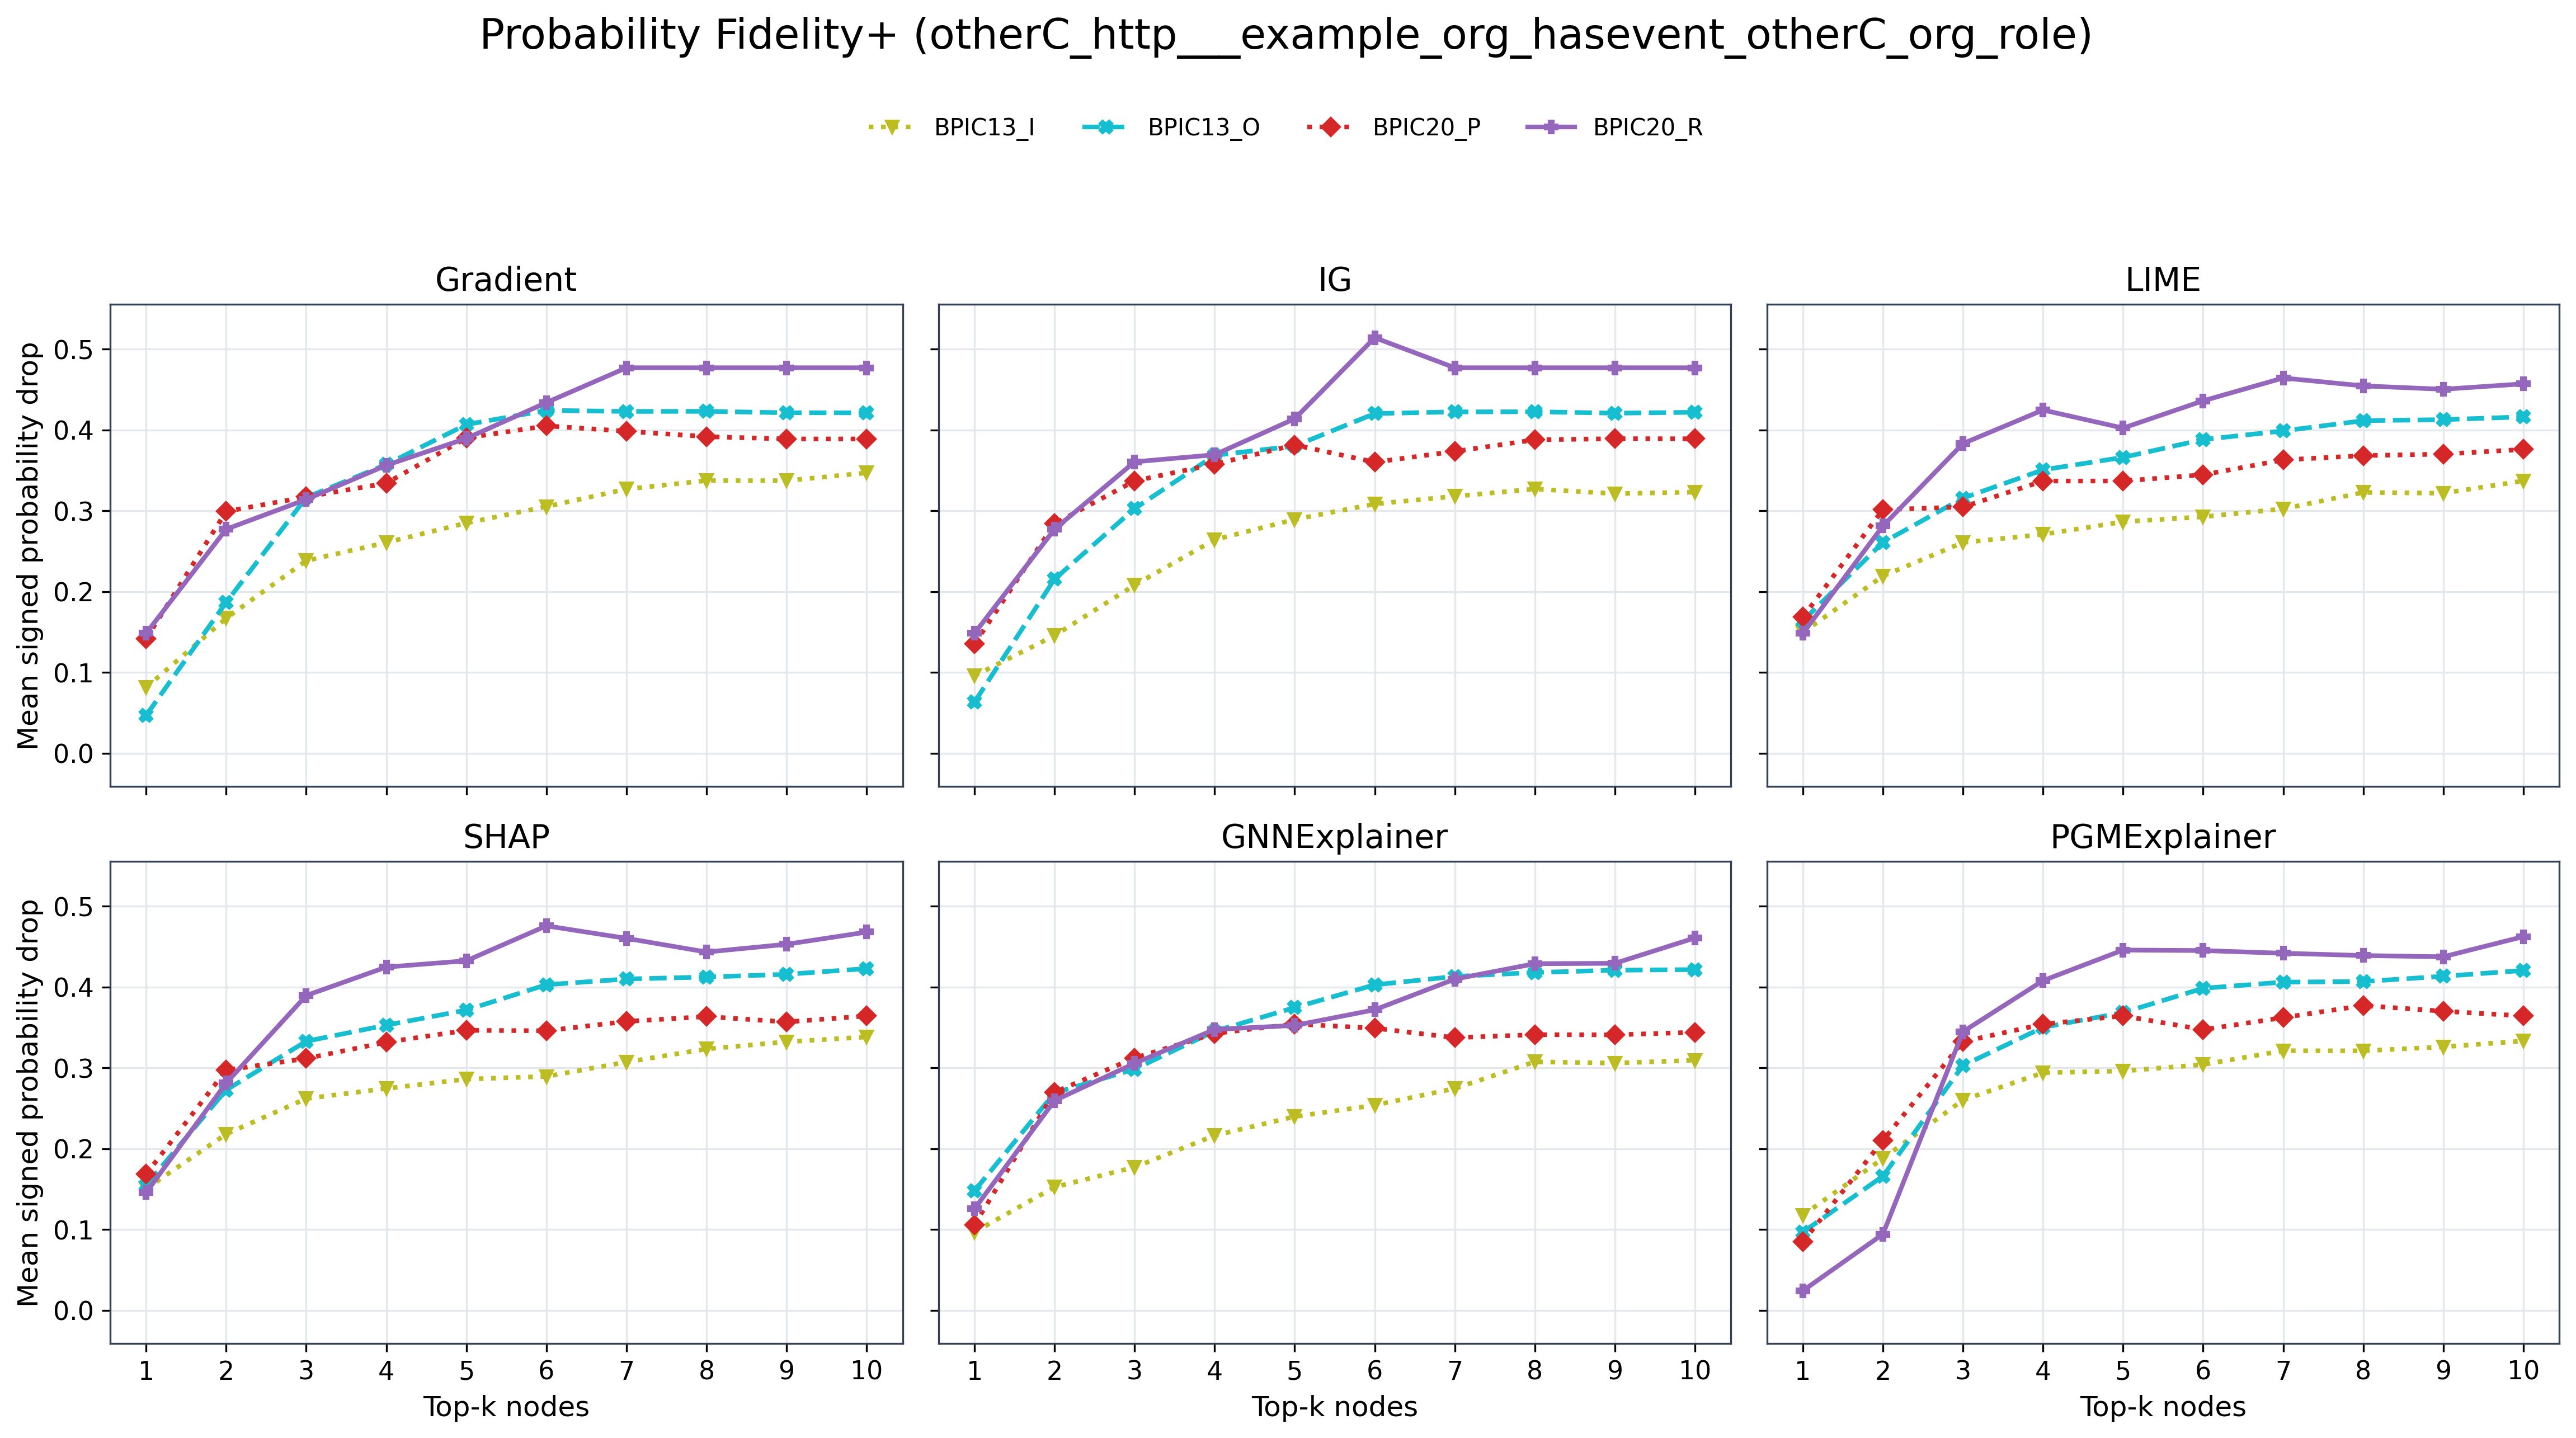 Probability Fidelity+ (otherC_http___example_org_hasevent_otherC_org_role)
BPIC13_I BPIC13_O BPIC20_P BPIC20_R
Gradient IG LIME
Mean signed probability drop
0.5
0.4
0.3
0.2
0.1
0.0
SHAP GNNExplainer PGMExplainer
Mean signed probability drop
0.5
0.4
0.3
0.2
0.1
0.0
1 2 3 4 5 6 7 8 9 10 1 2 3 4 5 6 7 8 9 10 1 2 3 4 5 6 7 8 9 10
Top-k nodes Top-k nodes Top-k nodes